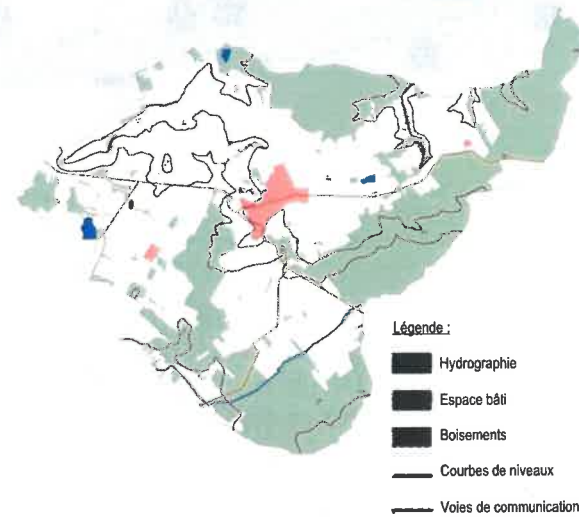 Légende :
Hydrographie
Espace bâti
Boisements
Courbes de niveaux
Voies de communication